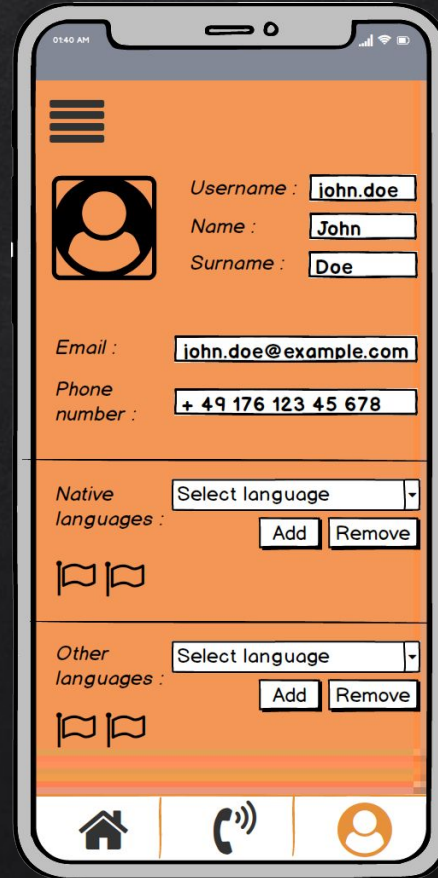 01:40 AM
Username : john.doe
Name : John
Surname : Doe
Email : john.doe@example.com
Phone
number : + 49 176 123 45 678
Native
languages : Select language
Add Remove
Other
languages : Select language
Add Remove